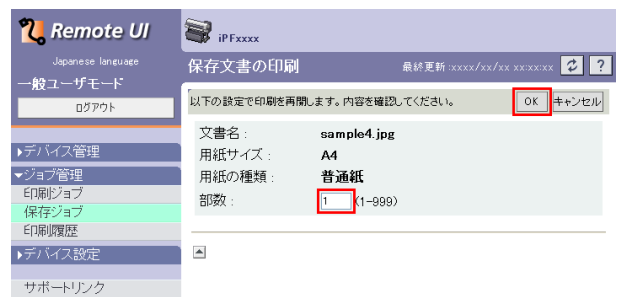 Remote UI
Japanese language
一般ユーザモード
ログアウト
▶デバイス管理
▼ジョブ管理
印刷ジョブ
保存ジョブ
印刷履歴
▶デバイス設定
サポートリンク
iPFxxxx
保存文書の印刷
最終更新:xxxx/xx/xx xx:xx:xx
?
以下の設定で印刷を再開します。内容を確認してください。
OK キャンセル
文書名: sample4.jpg
用紙サイズ: A4
用紙の種類: 普通紙
部数: 1 (1-999)